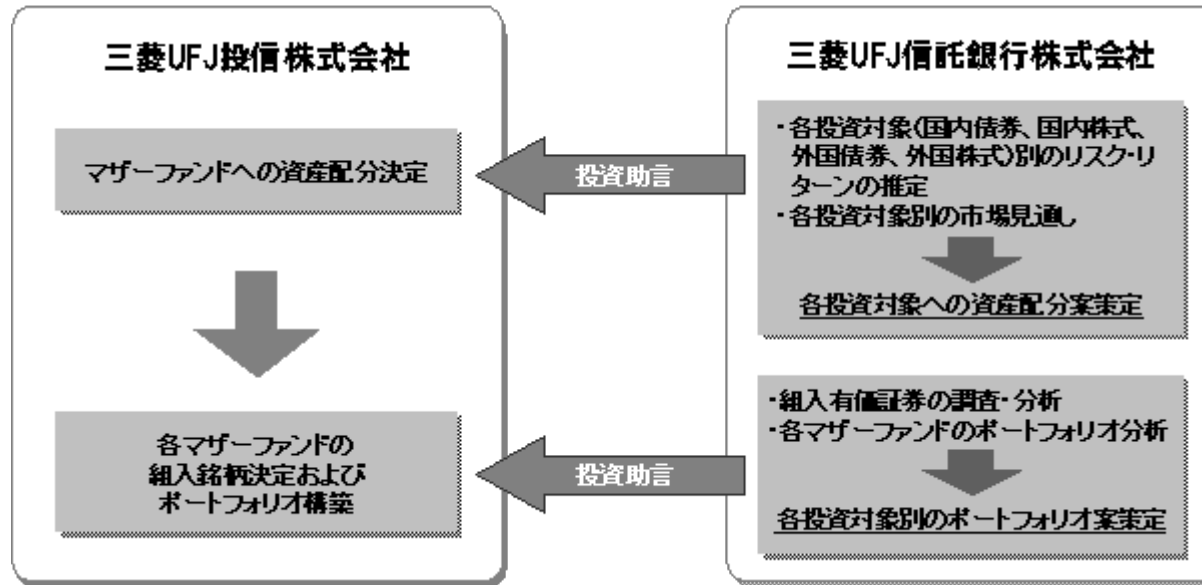 三菱UFJ投信株式会社
マザーファンドへの資産配分決定
各マザーファンドの
組入銘柄決定および
ポートフォリオ構築
投資助言
投資助言
三菱UFJ信託銀行株式会社
・各投資対象(国内債券、国内株式、
外国債券、外国株式)別のリスク・リ
ターンの推定
・各投資対象別の市場見通し
各投資対象への資産配分案策定
・組入有価証券の調査・分析
・各マザーファンドのポートフォリオ分析
各投資対象別のポートフォリオ案策定